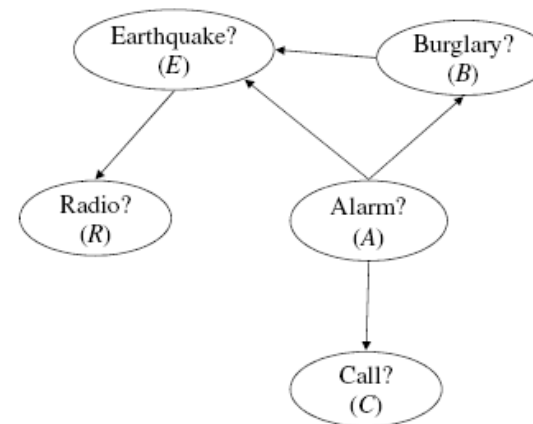 Earthquake?
(E)
Burglary?
(B)
Radio?
(R)
Alarm?
(A)
Call?
(C)